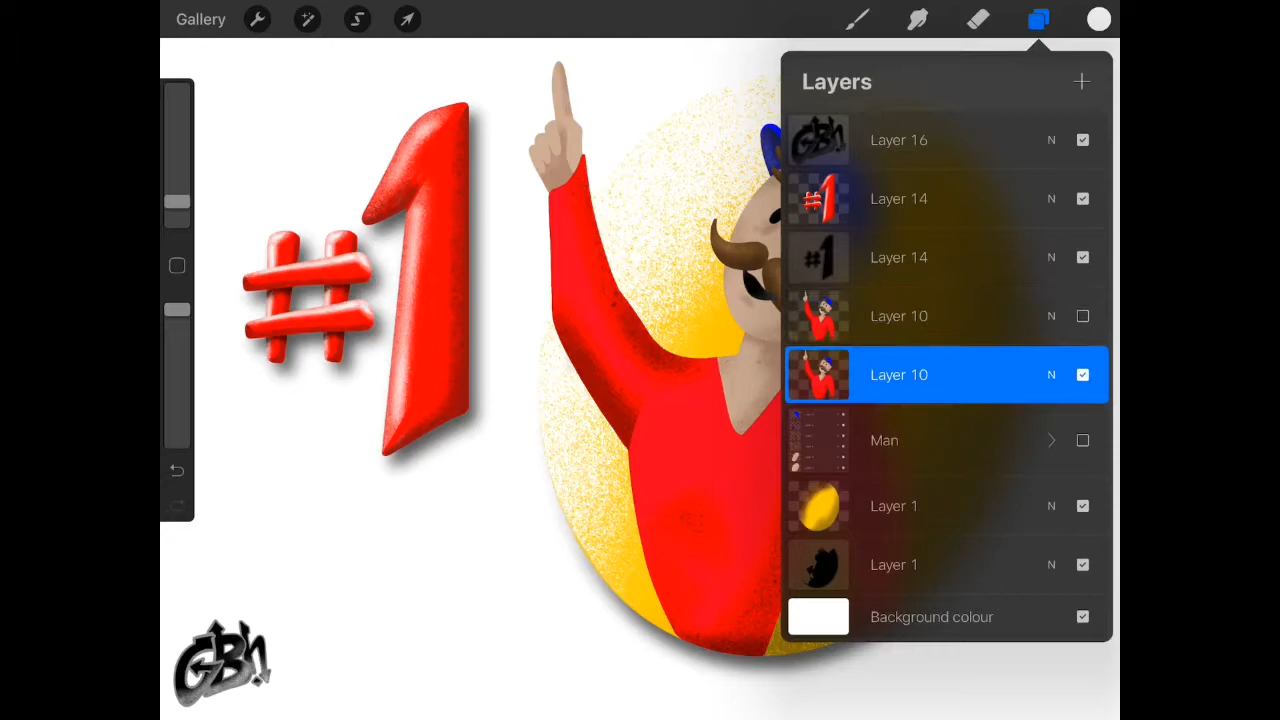 Gallery
Layers
Layer 16 N
Layer 14 N
Layer 14 N
Layer 10 N
Layer 10 N
Man
Layer 1 N
Layer 1 N
Background colour
#1
GBh